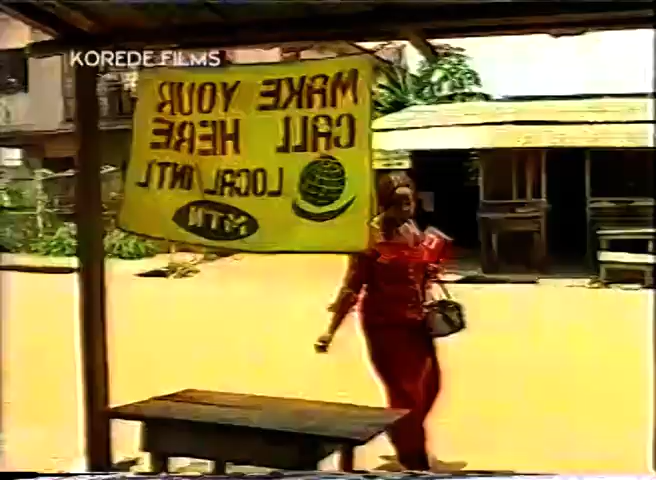 KOREDE FILMS
MAKE YOUR
CALL HERE
LOCAL/INTL
MTN